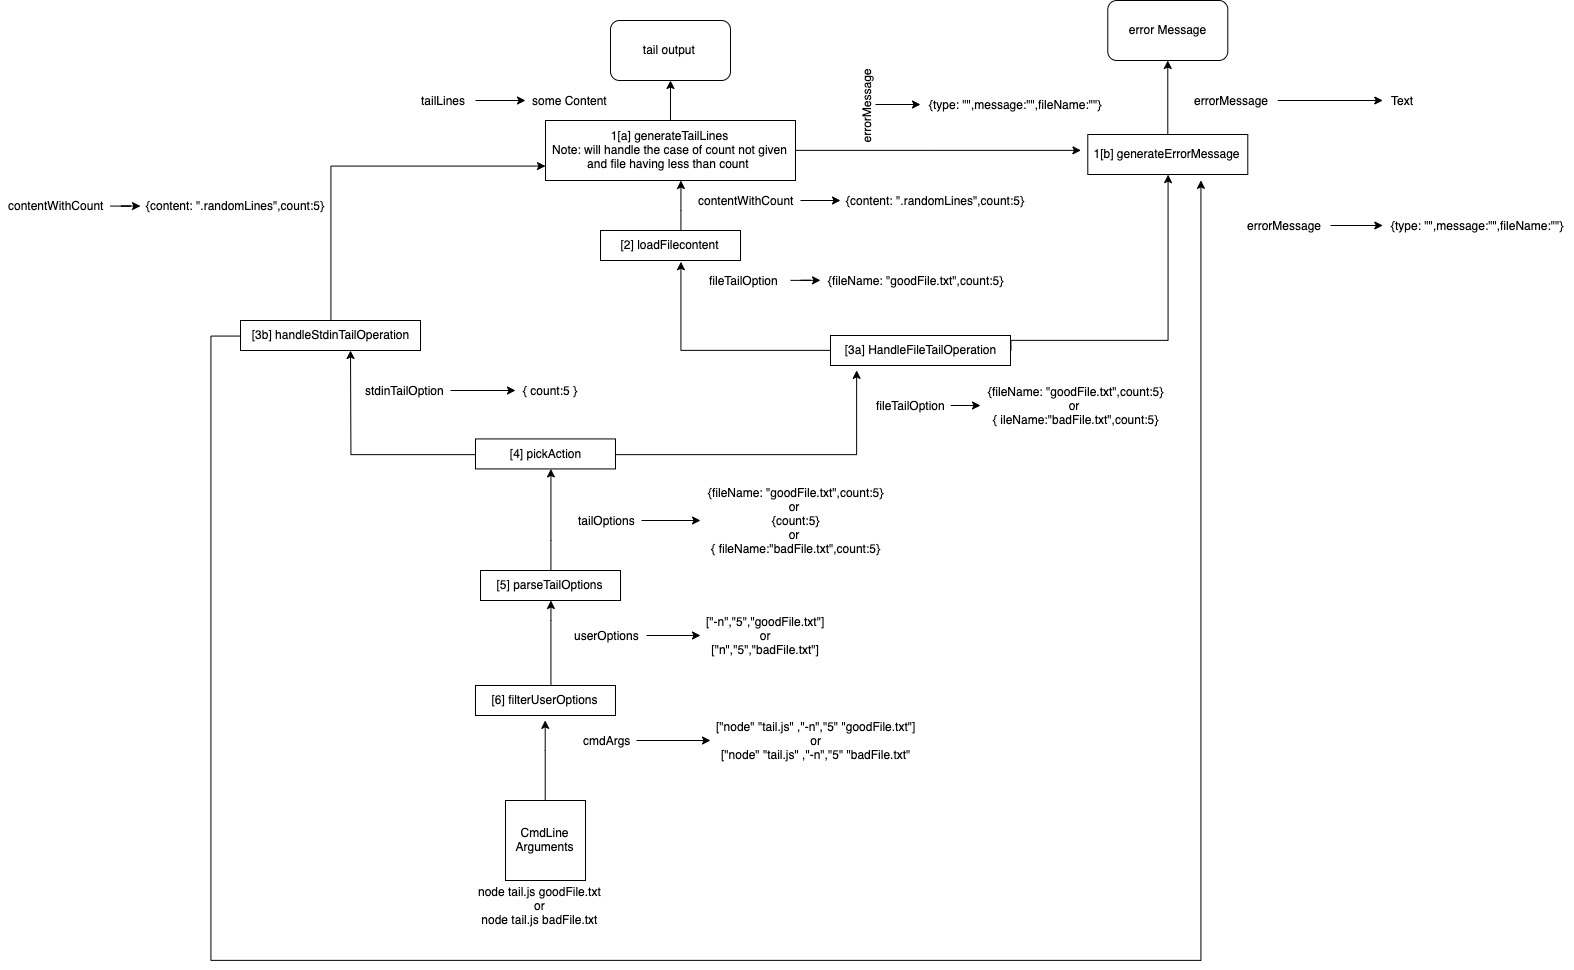 error Message
tail output
tailLines
some Content
errorMessage
{type: "",message:"",fileName:""}
errorMessage
Text
1[a] generateTailLines
Note: will handle the case of count not given
and file having less than count
1[b] generateErrorMessage
contentWithCount
{content: ".randomLines",count:5}
contentWithCount
{content: ".randomLines",count:5}
errorMessage
{type: "",message:"",fileName:""}
[2] loadFilecontent
fileTailOption
{fileName: "goodFile.txt",count:5}
[3b] handleStdinTailOperation
[3a] HandleFileTailOperation
stdinTailOption
{ count:5 }
fileTailOption
{fileName: "goodFile.txt",count:5}
or
{ ileName:"badFile.txt",count:5}
[4] pickAction
tailOptions
{fileName: "goodFile.txt",count:5}
or
{count:5}
or
{ fileName:"badFile.txt",count:5}
[5] parseTailOptions
userOptions
["-n","5","goodFile.txt"]
or
["n","5","badFile.txt"]
[6] filterUserOptions
cmdArgs
["node" "tail.js" ,"-n","5" "goodFile.txt"]
or
["node" "tail.js" ,"-n","5" "badFile.txt"
CmdLine
Arguments
node tail.js goodFile.txt
or
node tail.js badFile.txt